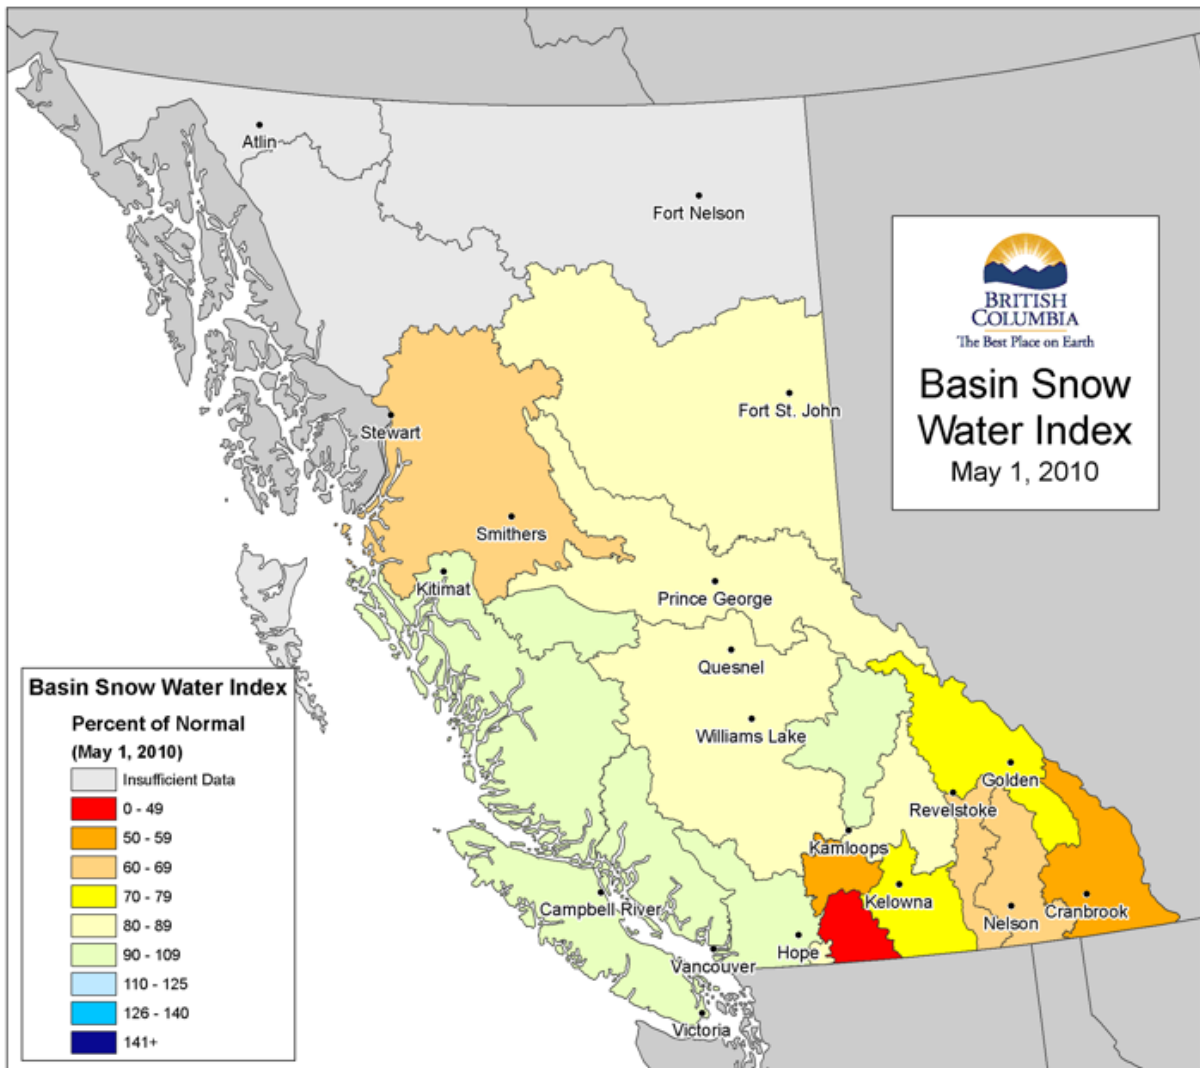 Atlin
Fort Nelson
BRITISH
COLUMBIA
The Best Place on Earth
Basin Snow
Water Index
May 1, 2010
Fort St. John
Stewart
Smithers
Kitimat
Prince George
Quesnel
Williams Lake
Golden
Revelstoke
Kamloops
Kelowna
Campbell River
Nelson
Cranbrook
Hope
Vancouver
Victoria
Basin Snow Water Index
Percent of Normal
(May 1, 2010)
Insufficient Data
0 - 49
50 - 59
60 - 69
70 - 79
80 - 89
90 - 109
110 - 125
126 - 140
141+